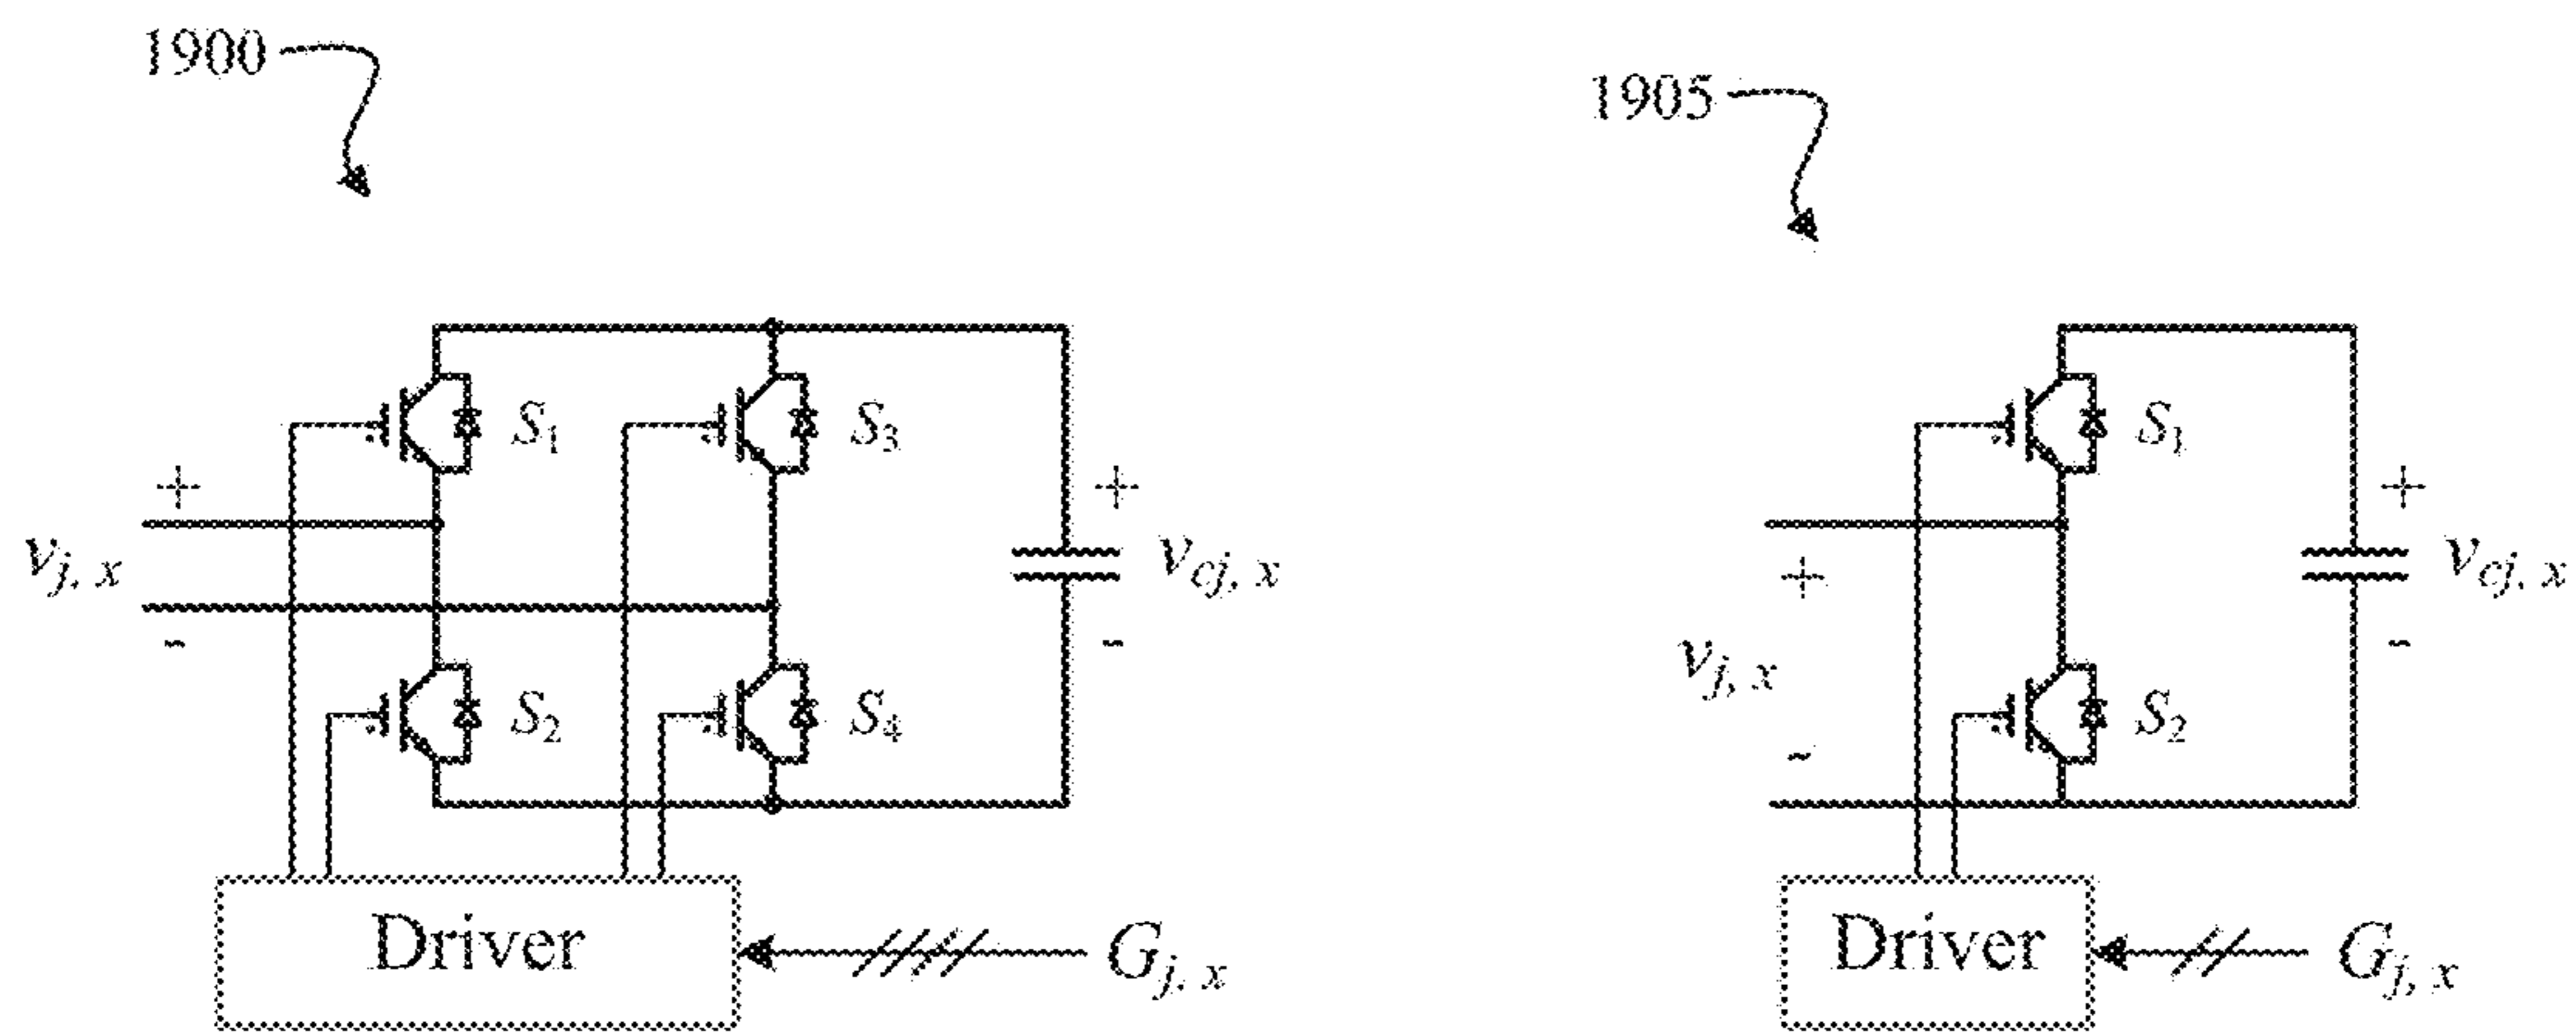 1900
1905
S1 S3 S1
+ + +
vj, x vcj, x + vcj, x
- - vj, x -
S2 S4 - S2
Driver Gj, x Driver Gj, x